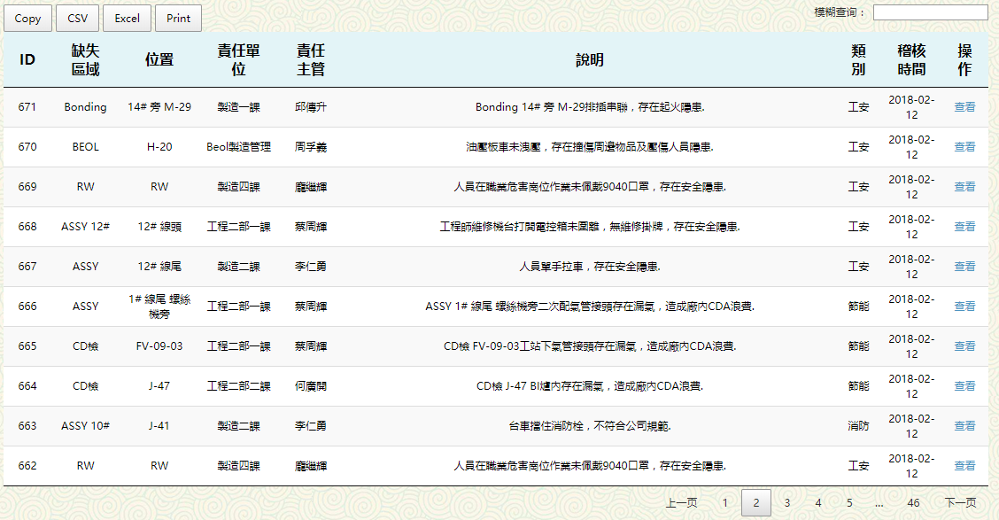 Copy CSV Excel Print 模糊查询：
ID 缺失區域 位置 責任單位 責任主管 說明 類別 稽核時間 操作
671 Bonding 14# 旁 M-29 製造一課 邱傳升 Bonding 14# 旁 M-29排插串聯，存在起火隱患. 工安 2018-02-12 查看
670 BEOL H-20 Beol製造管理 周孚義 油壓板車未洩壓，存在撞傷周邊物品及壓傷人員隱患. 工安 2018-02-12 查看
669 RW RW 製造四課 龐繼輝 人員在職業危害崗位作業未佩戴9040口罩，存在安全隱患. 工安 2018-02-12 查看
668 ASSY 12# 12# 線頭 工程二部一課 蔡周輝 工程師維修機台打開電控箱未圍離，無維修掛牌，存在安全隱患. 工安 2018-02-12 查看
667 ASSY 12# 線尾 製造二課 李仁勇 人員單手拉車，存在安全隱患. 工安 2018-02-12 查看
666 ASSY 1# 線尾 螺絲機旁 工程二部一課 蔡周輝 ASSY 1# 線尾 螺絲機旁二次配氣管接頭存在漏氣，造成廠內CDA浪費. 節能 2018-02-12 查看
665 CD檢 FV-09-03 工程二部一課 蔡周輝 CD檢 FV-09-03工站下氣管接頭存在漏氣，造成廠內CDA浪費. 節能 2018-02-12 查看
664 CD檢 J-47 工程二部二課 何廣開 CD檢 J-47 BI爐內存在漏氣，造成廠內CDA浪費. 節能 2018-02-12 查看
663 ASSY 10# J-41 製造二課 李仁勇 台車擋住消防栓，不符合公司規範. 消防 2018-02-12 查看
662 RW RW 製造四課 龐繼輝 人員在職業危害崗位作業未佩戴9040口罩，存在安全隱患. 工安 2018-02-12 查看
上一页 1 2 3 4 5 … 46 下一页